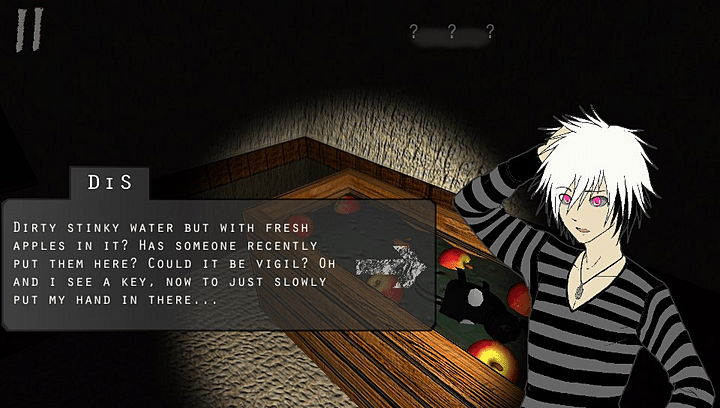 ? ? ?
DiS
Dirty stinky water but with fresh
apples in it? Has someone recently
put them here? Could it be vigil? Oh
and i see a key, now to just slowly
put my hand in there...